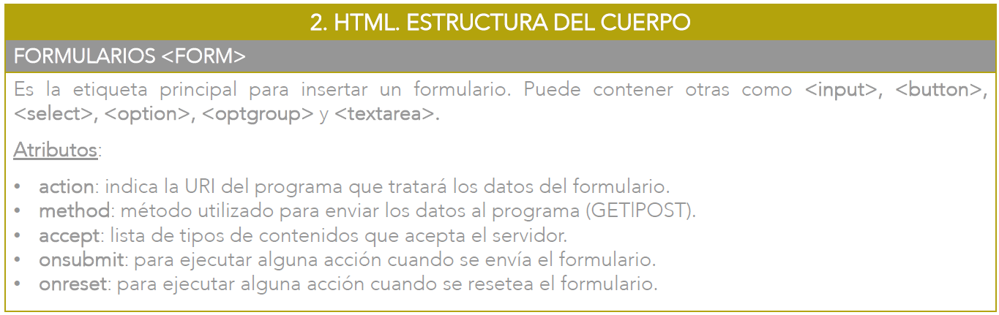 2. HTML. ESTRUCTURA DEL CUERPO
FORMULARIOS <FORM>
Es la etiqueta principal para insertar un formulario. Puede contener otras como <input>, <button>,
<select>, <option>, <optgroup> y <textarea>.
Atributos:
• action: indica la URI del programa que tratará los datos del formulario.
• method: método utilizado para enviar los datos al programa (GET|POST).
• accept: lista de tipos de contenidos que acepta el servidor.
• onsubmit: para ejecutar alguna acción cuando se envía el formulario.
• onreset: para ejecutar alguna acción cuando se resetea el formulario.